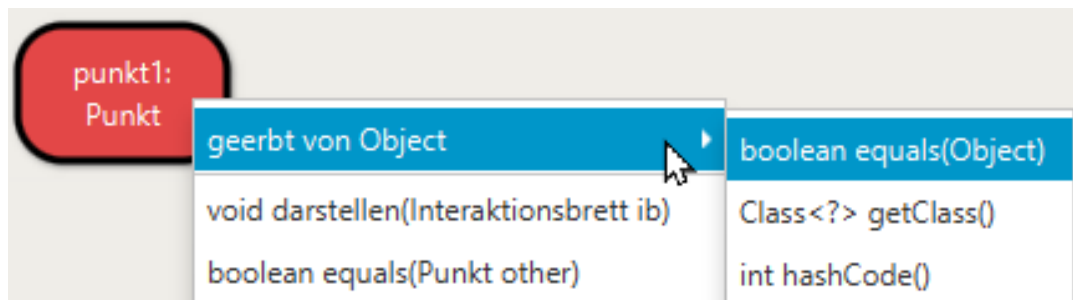 punkt1:
Punkt
geerbt von Object
void darstellen(Interaktionsbrett ib)
boolean equals(Punkt other)
boolean equals(Object)
Class<?> getClass()
int hashCode()